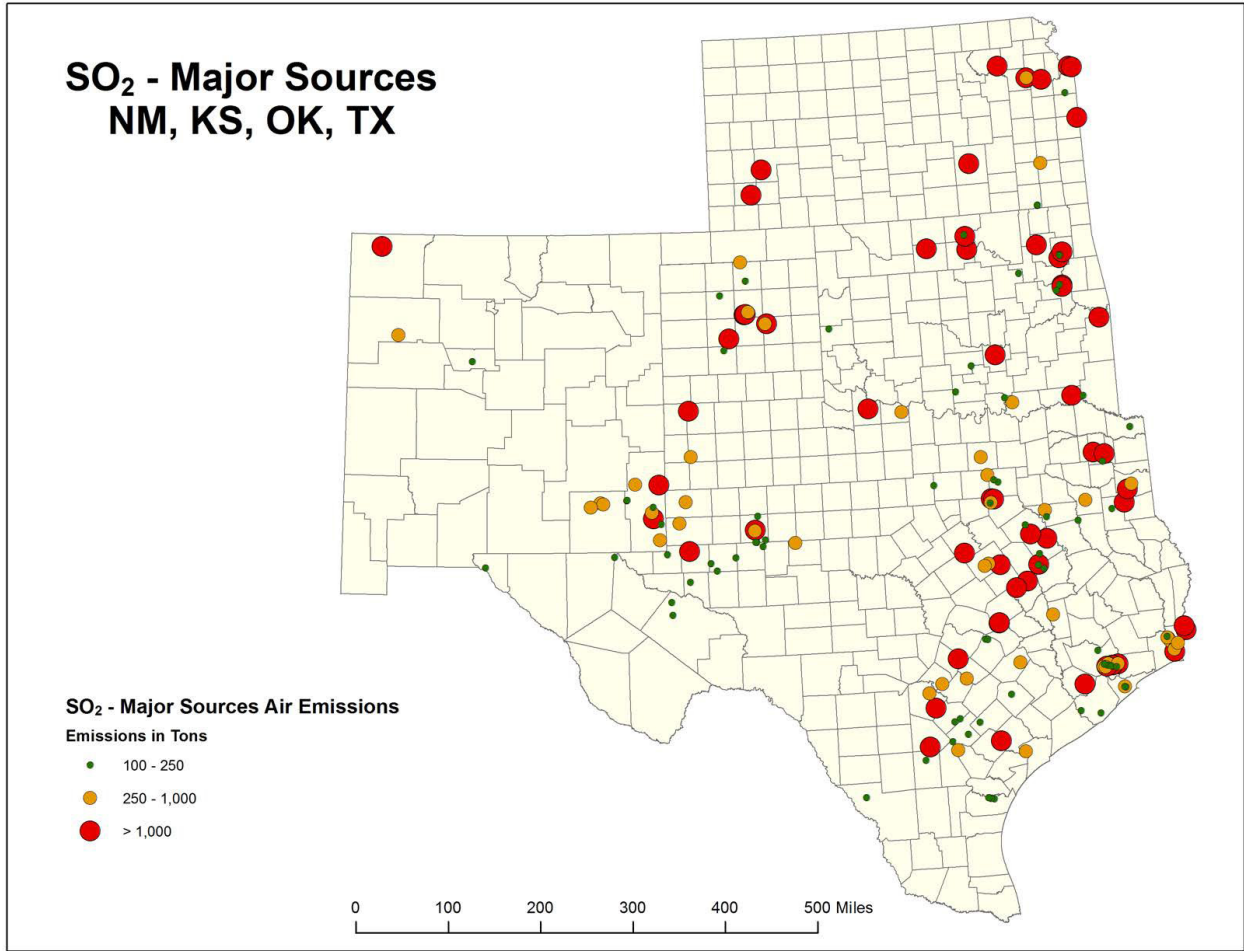 SO₂ - Major Sources
NM, KS, OK, TX
SO₂ - Major Sources Air Emissions
Emissions in Tons
100 - 250
250 - 1,000
> 1,000
0 100 200 300 400 500 Miles